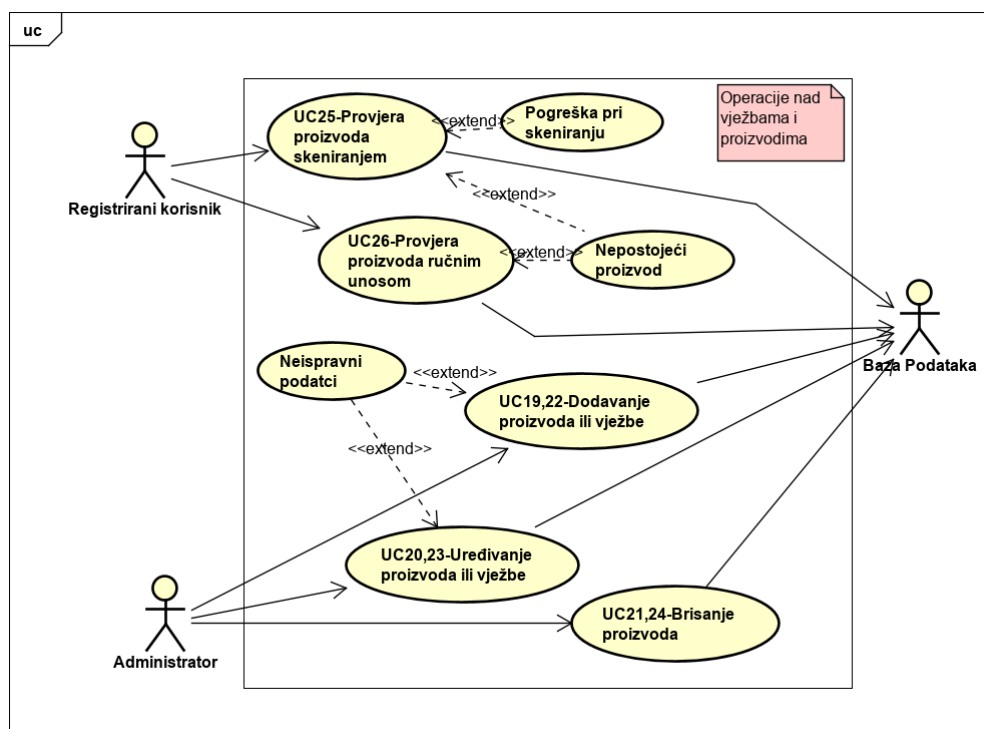 uc
Operacije nad
vježbama i
proizvodima
UC25-Provjera
proizvoda
skeniranjem
<<extend>>
Pogreška pri
skeniranju
Registrirani korisnik
<<extend>>
UC26-Provjera
proizvoda ručnim
unosom
<<extend>>
Nepostojeći
proizvod
Baza Podataka
Neispravni
podatci
<<extend>>
UC19,22-Dodavanje
proizvoda ili vježbe
<<extend>>
UC20,23-Uređivanje
proizvoda ili vježbe
UC21,24-Brisanje
proizvoda
Administrator